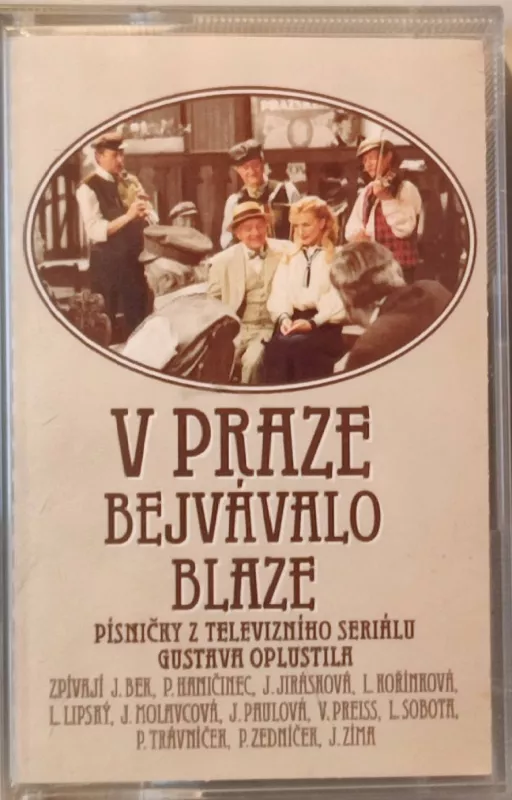 PRAŽSKÉ
V PRAZE
BEJVÁVALO
BLAZE
PÍSNIČKY Z TELEVIZNÍHO SERIÁLU
GUSTAVA OPLUSTILA
ZPÍVAJÍ J. BEK, P. HANIČINEC, J. JIRÁSKOVÁ, L. KOŘÍNKOVÁ,
L. LIPSKÝ, J. MOLAVCOVÁ, J. PAULOVÁ, V. PREISS, L. SOBOTA,
P. TRÁVNÍČEK, P. ZEDNÍČEK, J. ZÍMA